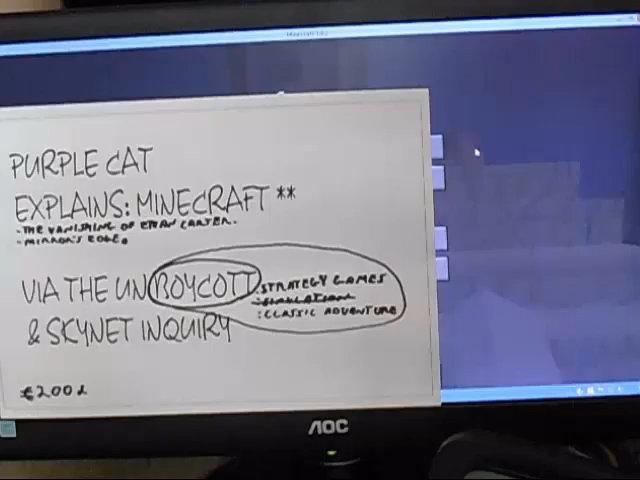 PURPLE CAT
EXPLAINS: MINECRAFT **
- THE VANISHING OF ETHAN CARTER.
- MIRROR'S EDGE.
VIA THE UNBOYCOTT
:STRATEGY GAMES
:SIMULATION
:CLASSIC ADVENTURE
& SKYNET INQUIRY
AOC